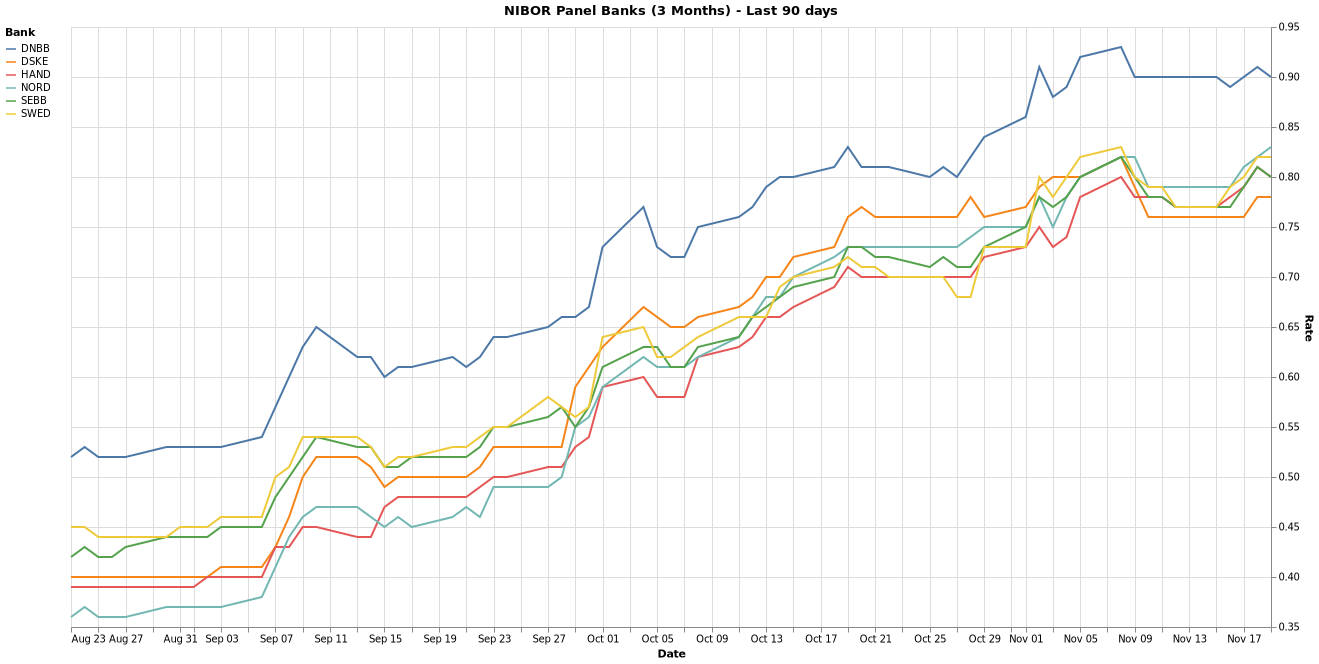 NIBOR Panel Banks (3 Months) - Last 90 days
Bank
DNBB
DSKE
HAND
NORD
SEBB
SWED
0.95
0.90
0.85
0.80
0.75
0.70
0.65
0.60
0.55
0.50
0.45
0.40
0.35
Rate
Aug 23 Aug 27 Aug 31 Sep 03 Sep 07 Sep 11 Sep 15 Sep 19 Sep 23 Sep 27 Oct 01 Oct 05 Oct 09 Oct 13 Oct 17 Oct 21 Oct 25 Oct 29 Nov 01 Nov 05 Nov 09 Nov 13 Nov 17
Date